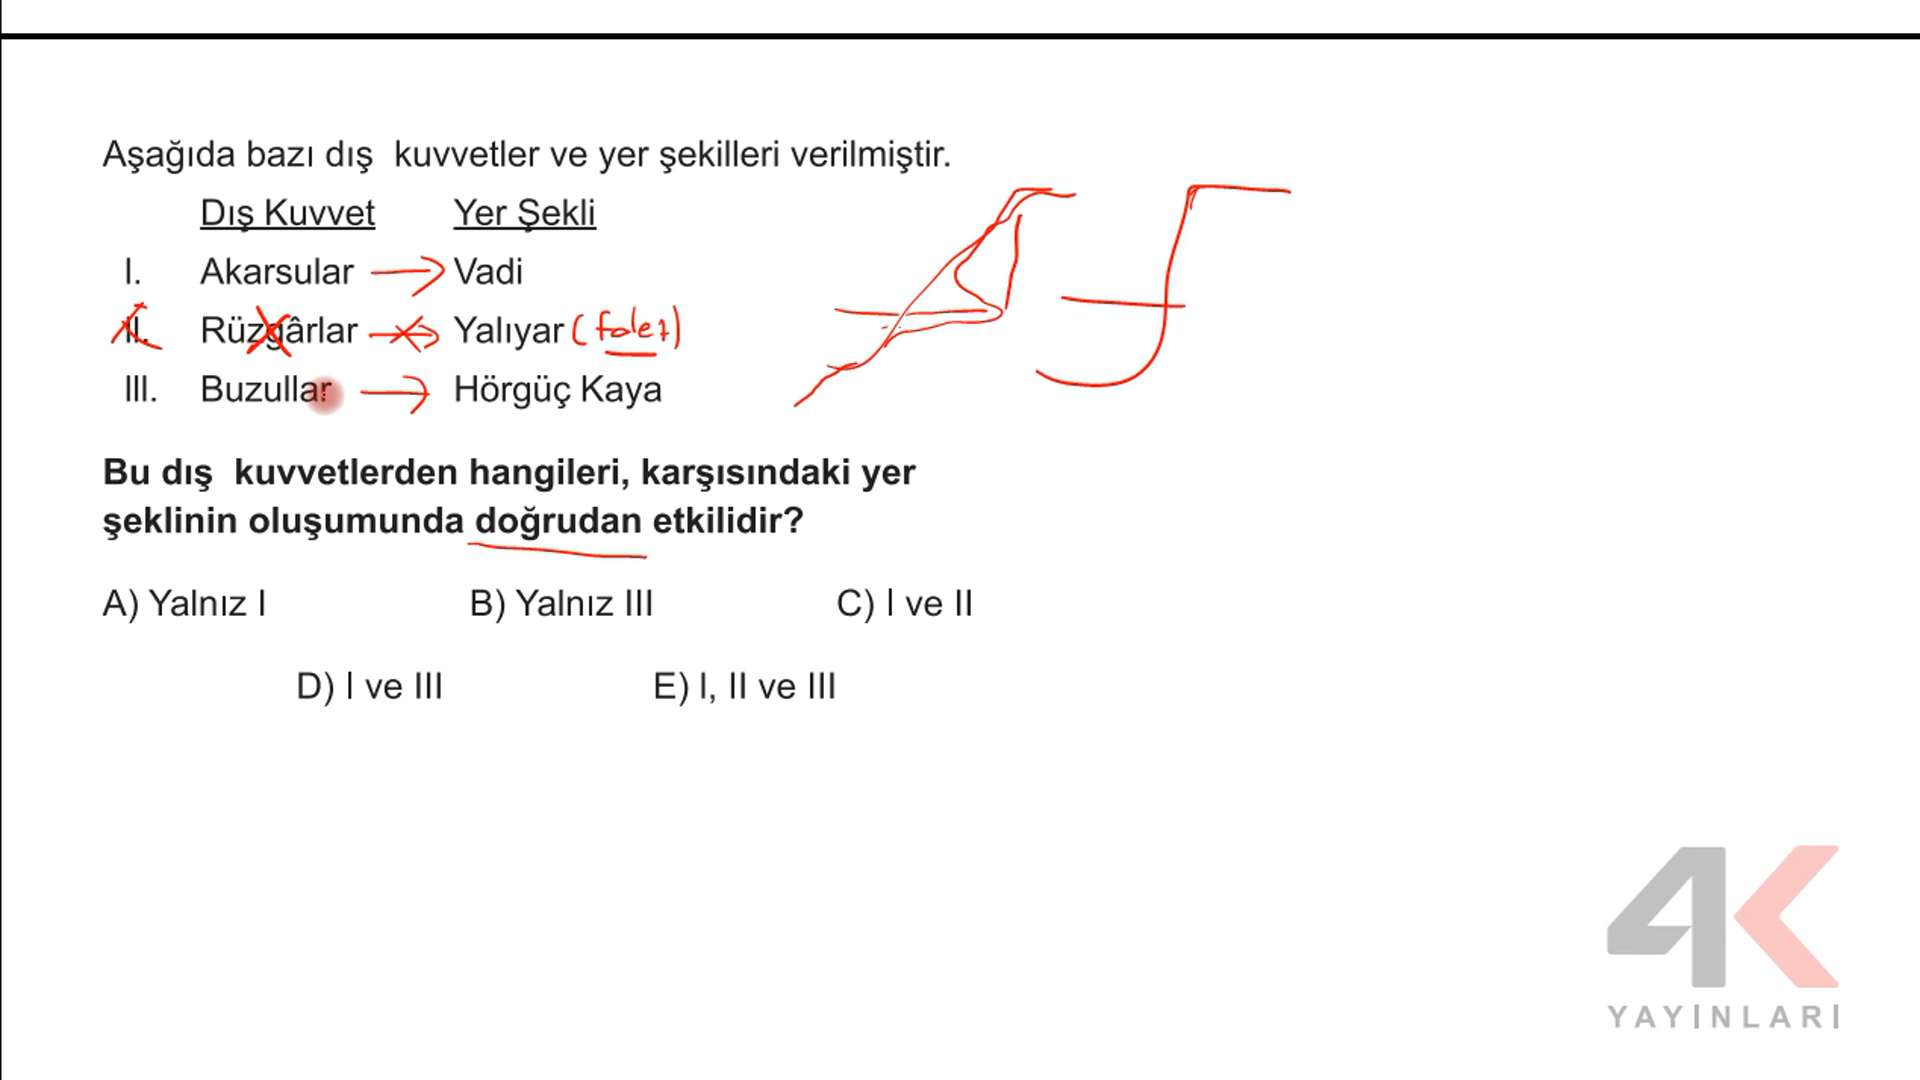 Aşağıda bazı dış kuvvetler ve yer şekilleri verilmiştir.
Dış Kuvvet Yer Şekli
I. Akarsular Vadi
II. Rüzgârlar Yalıyar (falez)
III. Buzullar Hörgüç Kaya
Bu dış kuvvetlerden hangileri, karşısındaki yer
şeklinin oluşumunda doğrudan etkilidir?
A) Yalnız I B) Yalnız III C) I ve II
D) I ve III E) I, II ve III
4K
YAYINLARI